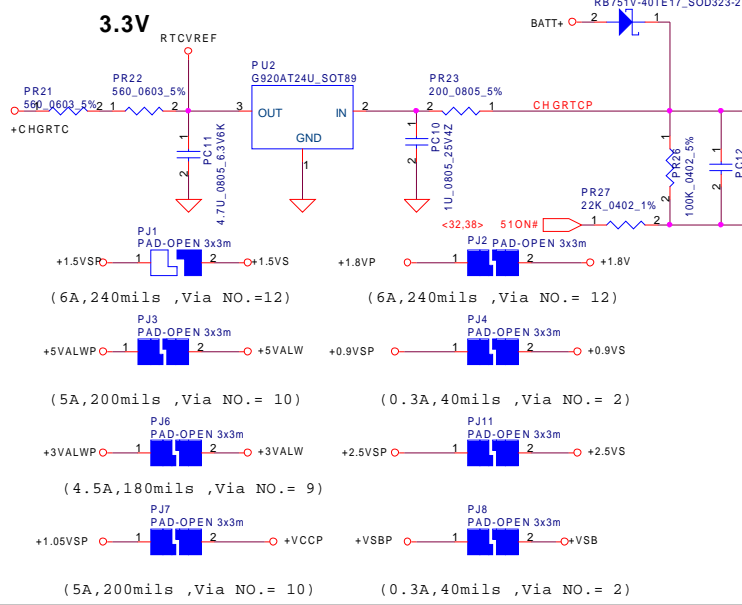 RB751V-40TE17_SOD323-2
3.3V
BATT+
2
1
RTCVREF
PU2
G920AT24U_SOT89
PR21
560_0603_5%
PR22
560_0603_5%
PR23
200_0805_5%
1
2
1
2
3
OUT
IN
2
1
CHGRTCP
+CHGRTC
GND
1
1
2
PC11
4.7U_0805_6.3V6K
1
2
PC10
1U_0805_25V4Z
1
2
PR26
100K_0402_5%
1
2
PC12
PR27
22K_0402_1%
<32,38>
51ON#
1
2
PJ1
PAD-OPEN 3x3m
+1.5VSP
1
2
+1.5VS
(6A,240mils ,Via NO.=12)
PJ2
PAD-OPEN 3x3m
+1.8VP
1
2
+1.8V
(6A,240mils ,Via NO.= 12)
PJ3
PAD-OPEN 3x3m
+5VALWP
1
2
+5VALW
(5A,200mils ,Via NO.= 10)
PJ4
PAD-OPEN 3x3m
+0.9VSP
1
2
+0.9VS
(0.3A,40mils ,Via NO.= 2)
PJ6
PAD-OPEN 3x3m
+3VALWP
1
2
+3VALW
(4.5A,180mils ,Via NO.= 9)
PJ11
PAD-OPEN 3x3m
+2.5VSP
1
2
+2.5VS
PJ7
PAD-OPEN 3x3m
+1.05VSP
1
2
+VCCP
(5A,200mils ,Via NO.= 10)
PJ8
PAD-OPEN 3x3m
+VSBP
1
2
+VSB
(0.3A,40mils ,Via NO.= 2)